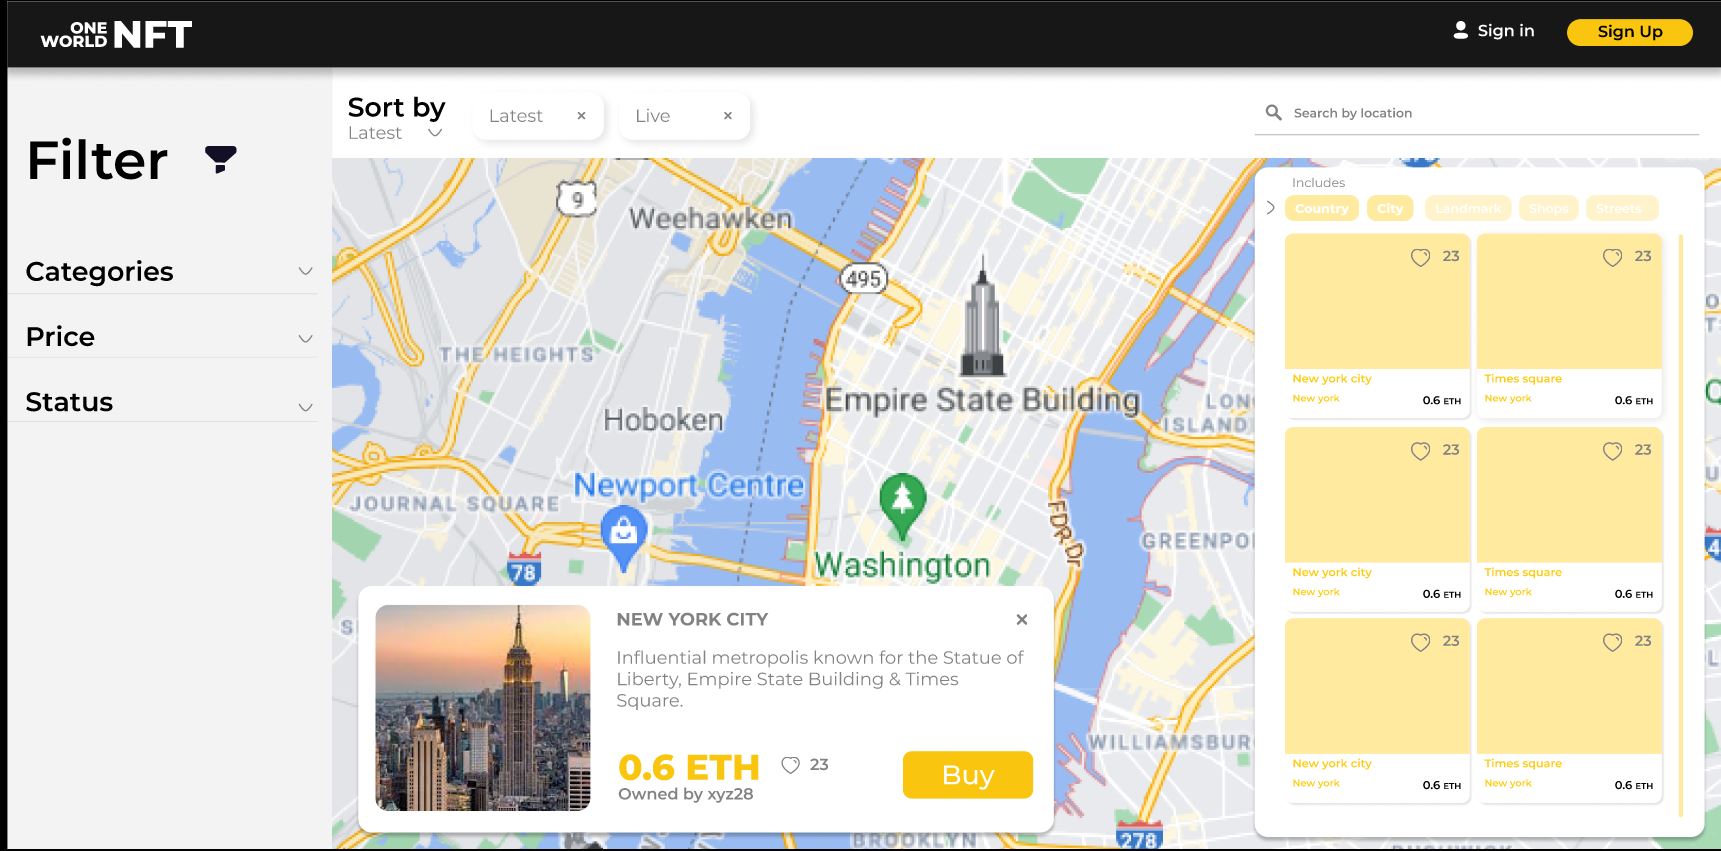 ONE
WORLD NFT
Sign in
Sign Up
Filter
Categories
Price
Status
Sort by
Latest
Latest ×
Live ×
Search by location
9
Weehawken
495
THE HEIGHTS
Hoboken
Empire State Building
LONG
ISLAND
JOURNAL SQUARE
Newport Centre
FDR Dr
GREENPO
78
Washington
WILLIAMSBUR
BROOKLYN
278
NEW YORK CITY ×
Influential metropolis known for the Statue of
Liberty, Empire State Building & Times
Square.
0.6 ETH
23
Owned by xyz28
Buy
Includes
Country City Landmark Shops Streets
23
New york city
New york
0.6 ETH
23
Times square
New york
0.6 ETH
23
New york city
New york
0.6 ETH
23
Times square
New york
0.6 ETH
23
New york city
New york
0.6 ETH
23
Times square
New york
0.6 ETH